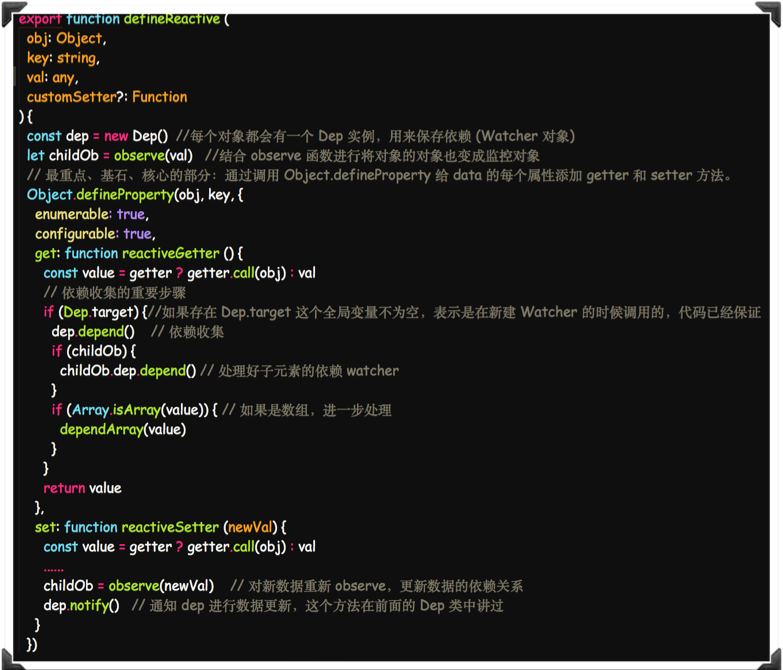 export function defineReactive (
obj: Object,
key: string,
val: any,
customSetter?: Function
) {
const dep = new Dep() //每个对象都会有一个 Dep 实例，用来保存依赖 (Watcher 对象)
let childOb = observe(val) //结合 observe 函数进行将对象的对象也变成监控对象
// 最重点、基石、核心的部分：通过调用 Object.defineProperty 给 data 的每个属性添加 getter 和 setter 方法。
Object.defineProperty(obj, key, {
enumerable: true,
configurable: true,
get: function reactiveGetter () {
const value = getter ? getter.call(obj) : val
// 依赖收集的重要步骤
if (Dep.target) {//如果存在 Dep.target 这个全局变量不为空，表示是在新建 Watcher 的时候调用的，代码已经保证
dep.depend() // 依赖收集
if (childOb) {
childOb.dep.depend() // 处理好子元素的依赖 watcher
}
if (Array.isArray(value)) { // 如果是数组，进一步处理
dependArray(value)
}
}
return value
},
set: function reactiveSetter (newVal) {
const value = getter ? getter.call(obj) : val
......
childOb = observe(newVal) // 对新数据重新 observe，更新数据的依赖关系
dep.notify() // 通知 dep 进行数据更新，这个方法在前面的 Dep 类中讲过
}
})